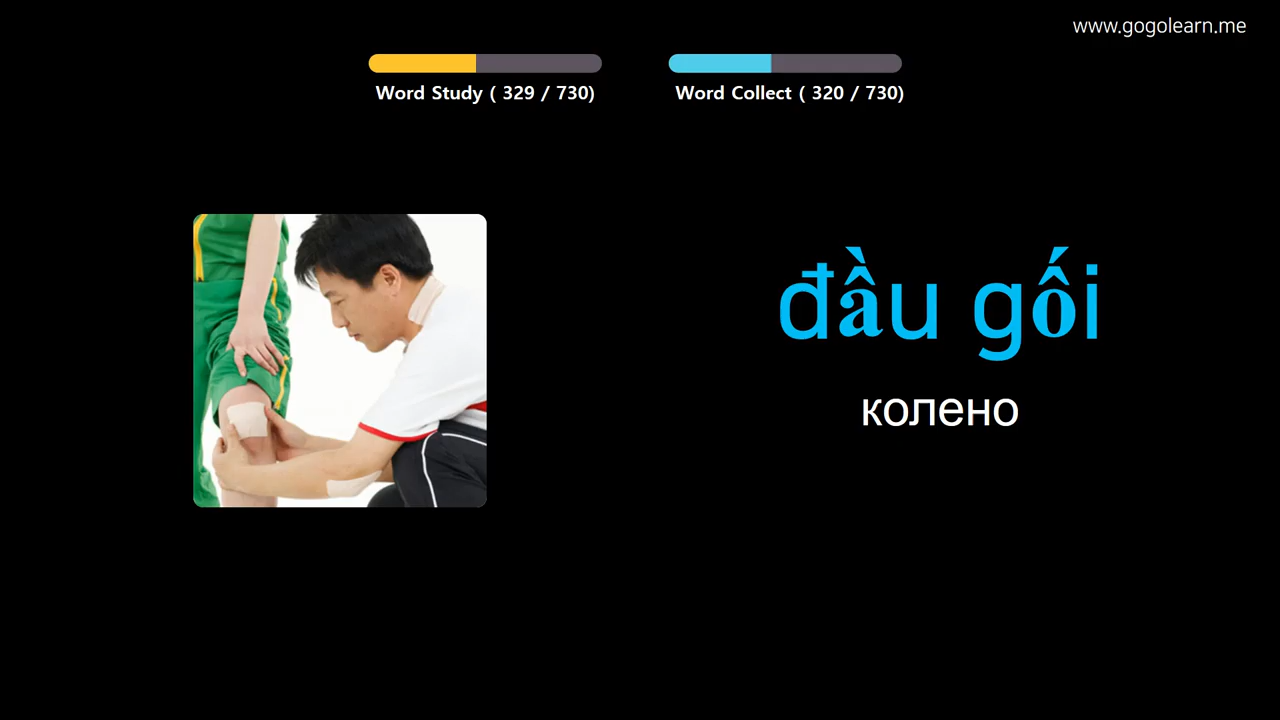 www.gogolearn.me
Word Study ( 329 / 730)
Word Collect ( 320 / 730)
đầu gối
колено